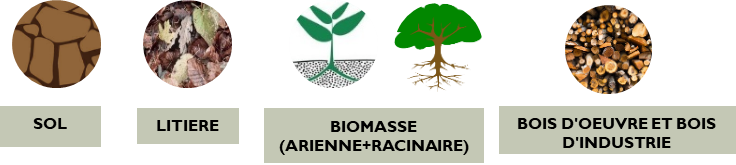 SOL
LITIERE
BIOMASSE
(ARIENNE+RACINAIRE)
BOIS D'OEUVRE ET BOIS
D'INDUSTRIE